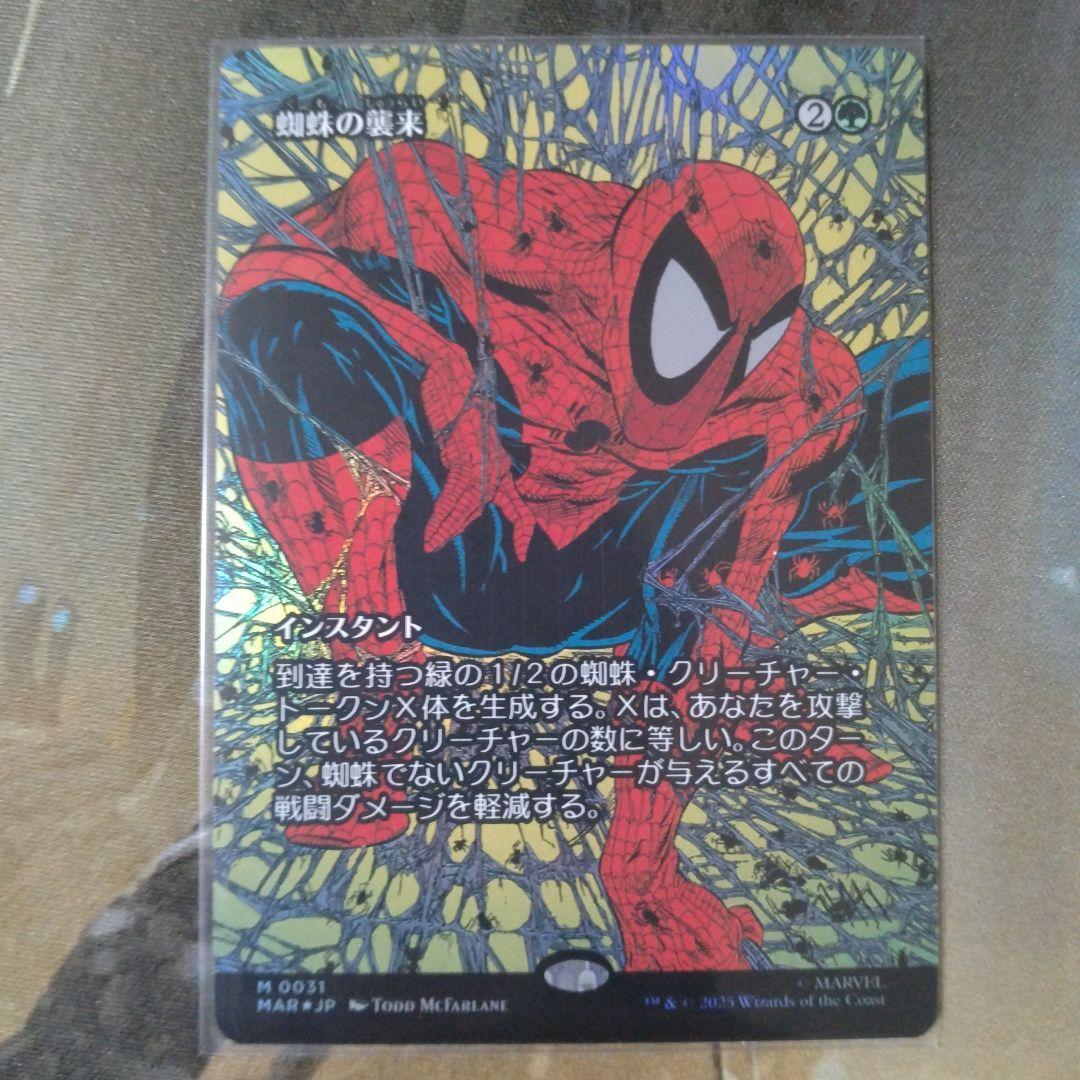 蜘蛛の襲来 2
インスタント
到達を持つ緑の1/2の蜘蛛・クリーチャー・
トークンX体を生成する。Xは、あなたを攻撃
しているクリーチャーの数に等しい。このター
ン、蜘蛛でないクリーチャーが与えるすべての
戦闘ダメージを軽減する。
M 0031 © MARVEL
MAR★JP TODD MCFARLANE ™ & © 2025 Wizards of the Coast